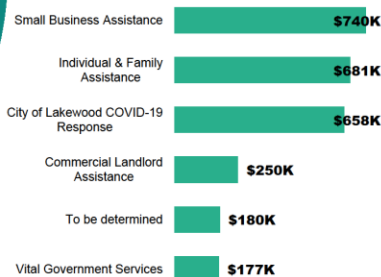 Small Business Assistance
$740K
Individual & Family
Assistance
$681K
City of Lakewood COVID-19
Response
$658K
Commercial Landlord
Assistance
$250K
To be determined
$180K
Vital Government Services
$177K